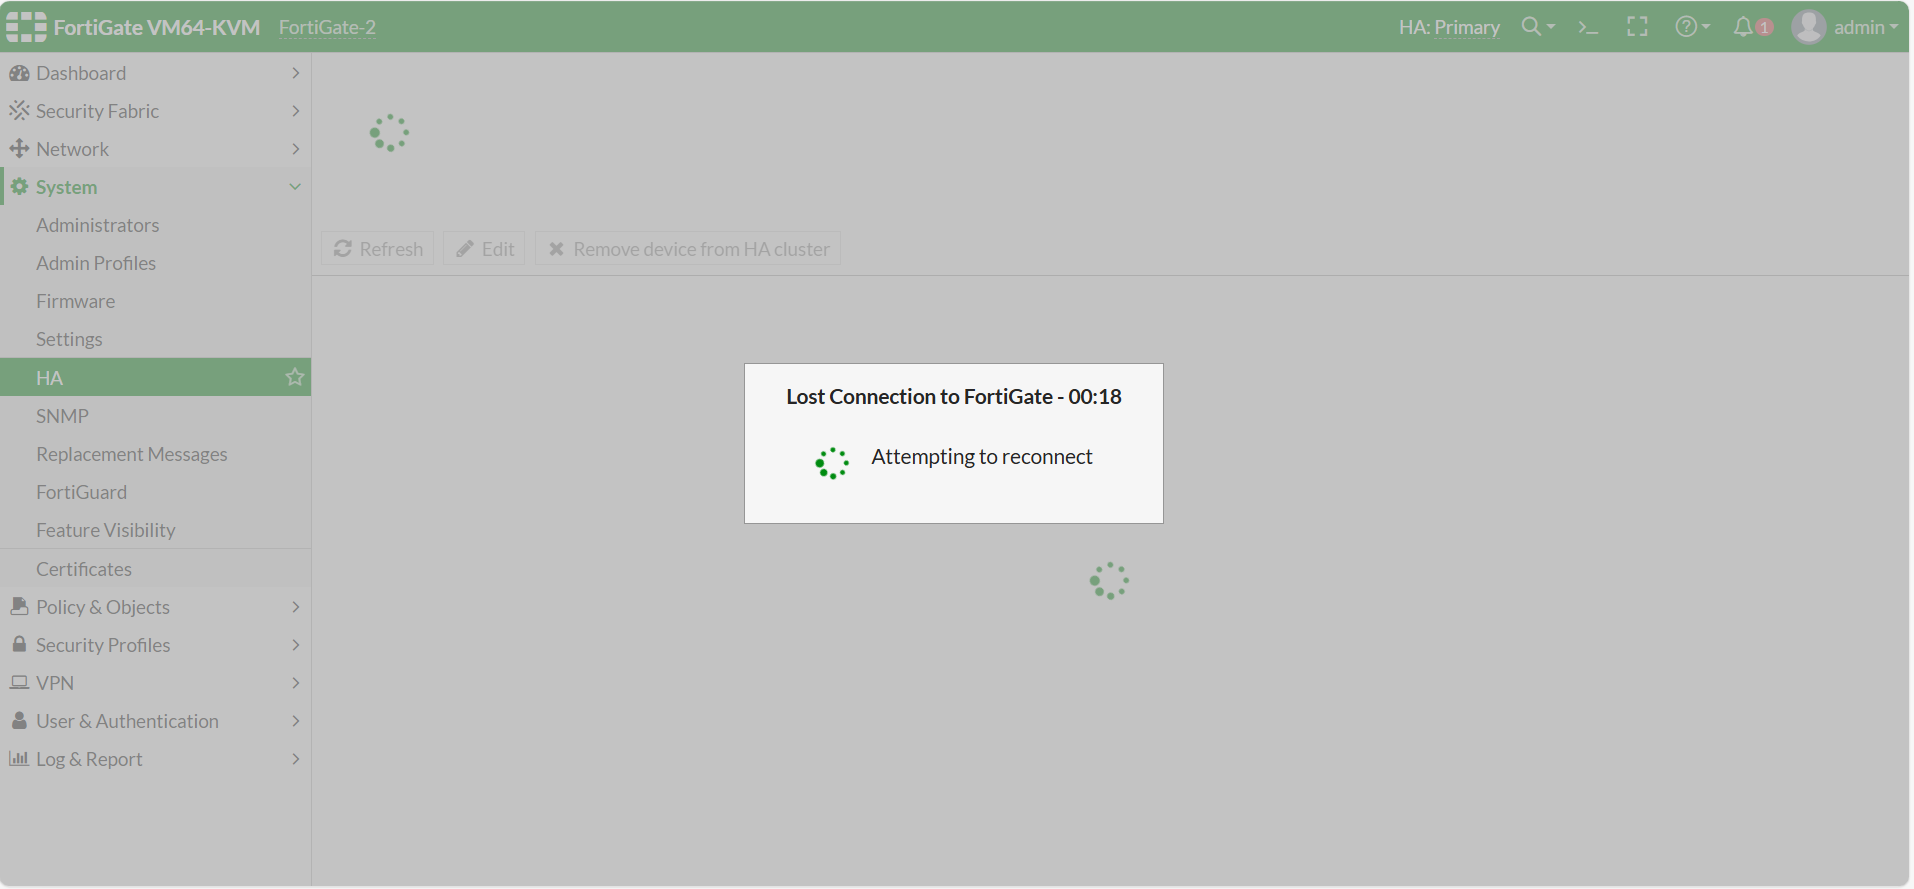 FortiGate VM64-KVM FortiGate-2 HA: Primary 1 admin
Dashboard
Security Fabric
Network
System
Administrators
Admin Profiles
Firmware
Settings
HA
SNMP
Replacement Messages
FortiGuard
Feature Visibility
Certificates
Policy & Objects
Security Profiles
VPN
User & Authentication
Log & Report
Refresh Edit Remove device from HA cluster
Lost Connection to FortiGate - 00:18
Attempting to reconnect